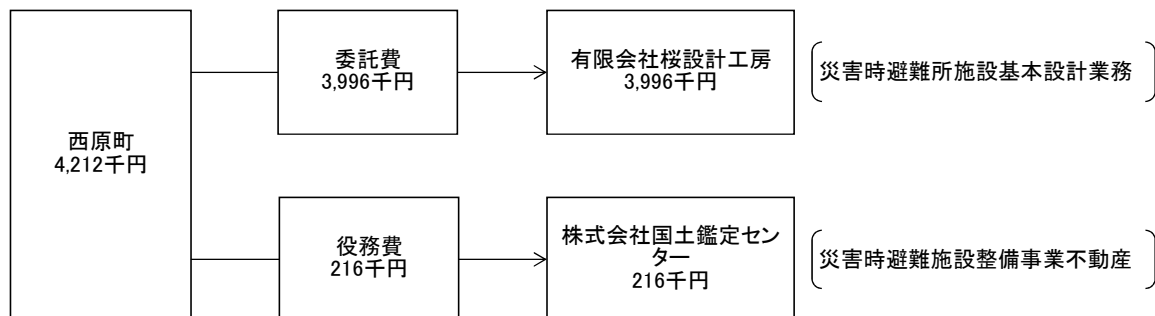 西原町
4,212千円
委託費
3,996千円
有限会社桜設計工房
3,996千円
災害時避難所施設基本設計業務
役務費
216千円
株式会社国土鑑定セン
ター
216千円
災害時避難施設整備事業不動産